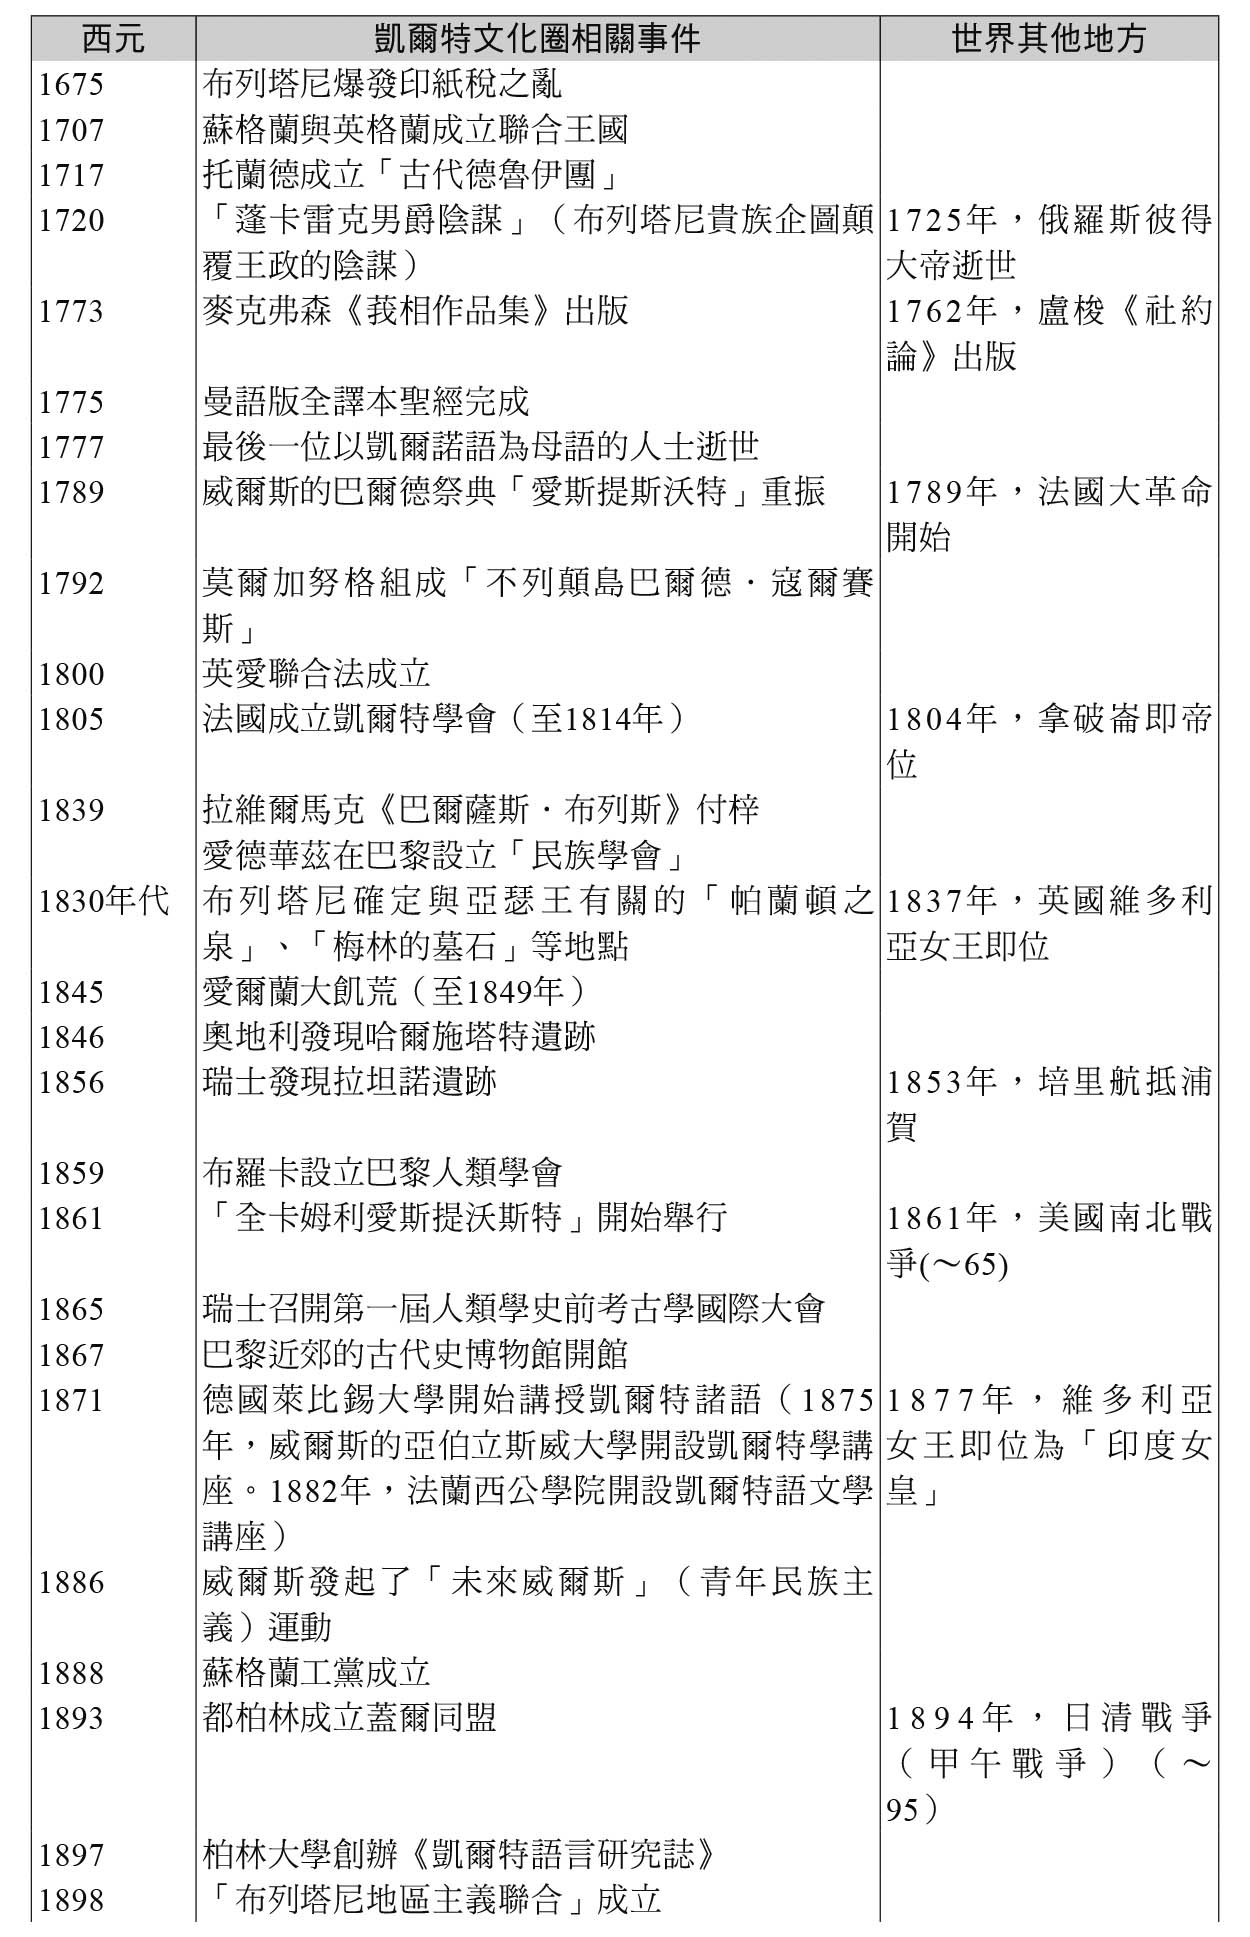 西元 凱爾特文化圈相關事件 世界其他地方
1675 布列塔尼爆發印紙稅之亂
1707 蘇格蘭與英格蘭成立聯合王國
1717 托蘭德成立「古代德魯伊團」
1720 「蓬卡雷克男爵陰謀」（布列塔尼貴族企圖顛 1725年，俄羅斯彼得
覆王政的陰謀） 大帝逝世
1773 麥克弗森《莪相作品集》出版 1762年，盧梭《社約
論》出版
1775 曼語版全譯本聖經完成
1777 最後一位以凱爾諾語為母語的人士逝世
1789 威爾斯的巴爾德祭典「愛斯提斯沃特」重振 1789年，法國大革命
開始
1792 莫爾加努格組成「不列顛島巴爾德．寇爾賽
斯」
1800 英愛聯合法成立
1805 法國成立凱爾特學會（至1814年） 1804年，拿破崙即帝
位
1839 拉維爾馬克《巴爾薩斯．布列斯》付梓
愛德華茲在巴黎設立「民族學會」
1830年代 布列塔尼確定與亞瑟王有關的「帕蘭頓之 1837年，英國維多利
泉」、「梅林的墓石」等地點 亞女王即位
1845 愛爾蘭大飢荒（至1849年）
1846 奧地利發現哈爾施塔特遺跡
1856 瑞士發現拉坦諾遺跡 1853年，培里航抵浦
賀
1859 布羅卡設立巴黎人類學會
1861 「全卡姆利愛斯提沃斯特」開始舉行 1861年，美國南北戰
爭(～65)
1865 瑞士召開第一屆人類學史前考古學國際大會
1867 巴黎近郊的古代史博物館開館
1871 德國萊比錫大學開始講授凱爾特諸語（1875 1877年，維多利亞
年，威爾斯的亞伯立斯威大學開設凱爾特學講 女王即位為「印度女
座。1882年，法蘭西公學院開設凱爾特語文學 皇」
講座）
1886 威爾斯發起了「未來威爾斯」（青年民族主
義）運動
1888 蘇格蘭工黨成立
1893 都柏林成立蓋爾同盟 1894年，日清戰爭
（甲午戰爭）（～
95）
1897 柏林大學創辦《凱爾特語言研究誌》
1898 「布列塔尼地區主義聯合」成立